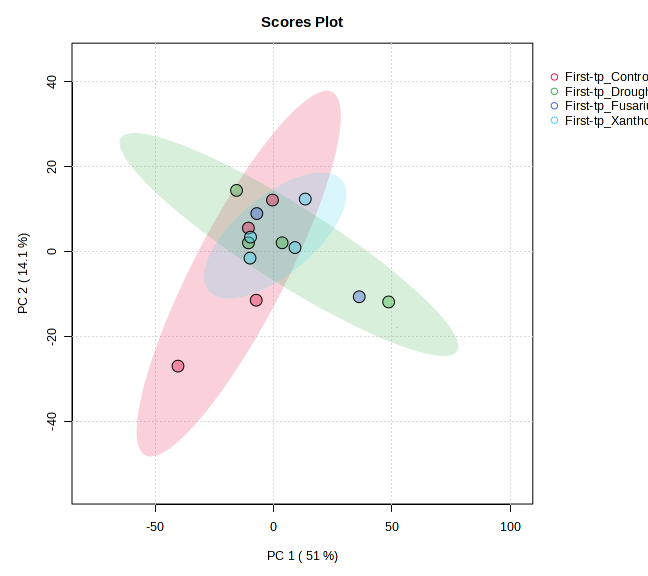 Scores Plot
First-tp_Contro
First-tp_Drough
First-tp_Fusariu
First-tp_Xantho
40
20
0
20
-40
PC 2 ( 14.1 %)
-50
0
50
100
PC 1 ( 51 %)